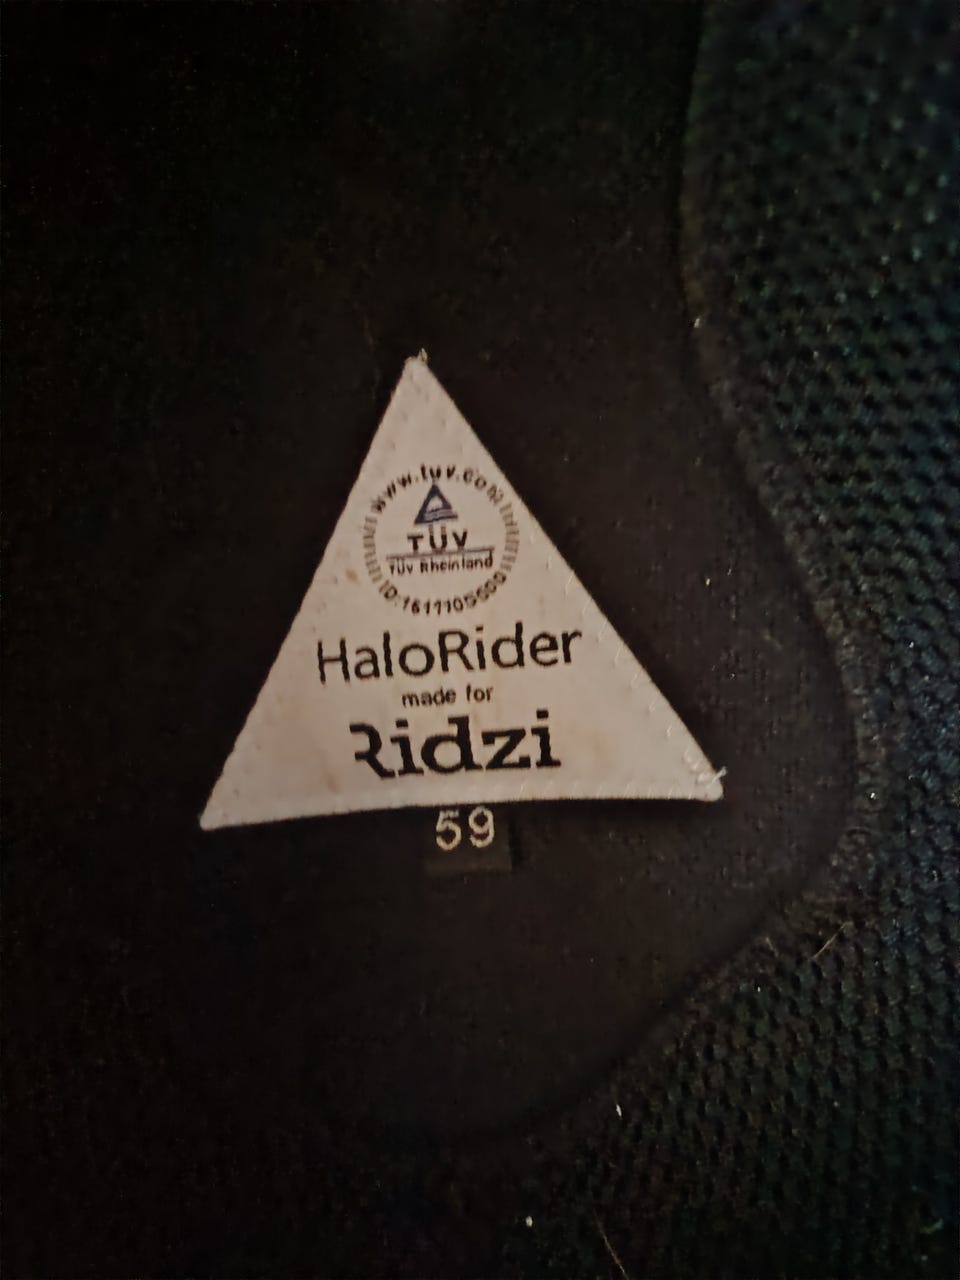 www.tuv.com
TÜV
TÜV Rheinland
HaloRider
made for
Ridzi
59